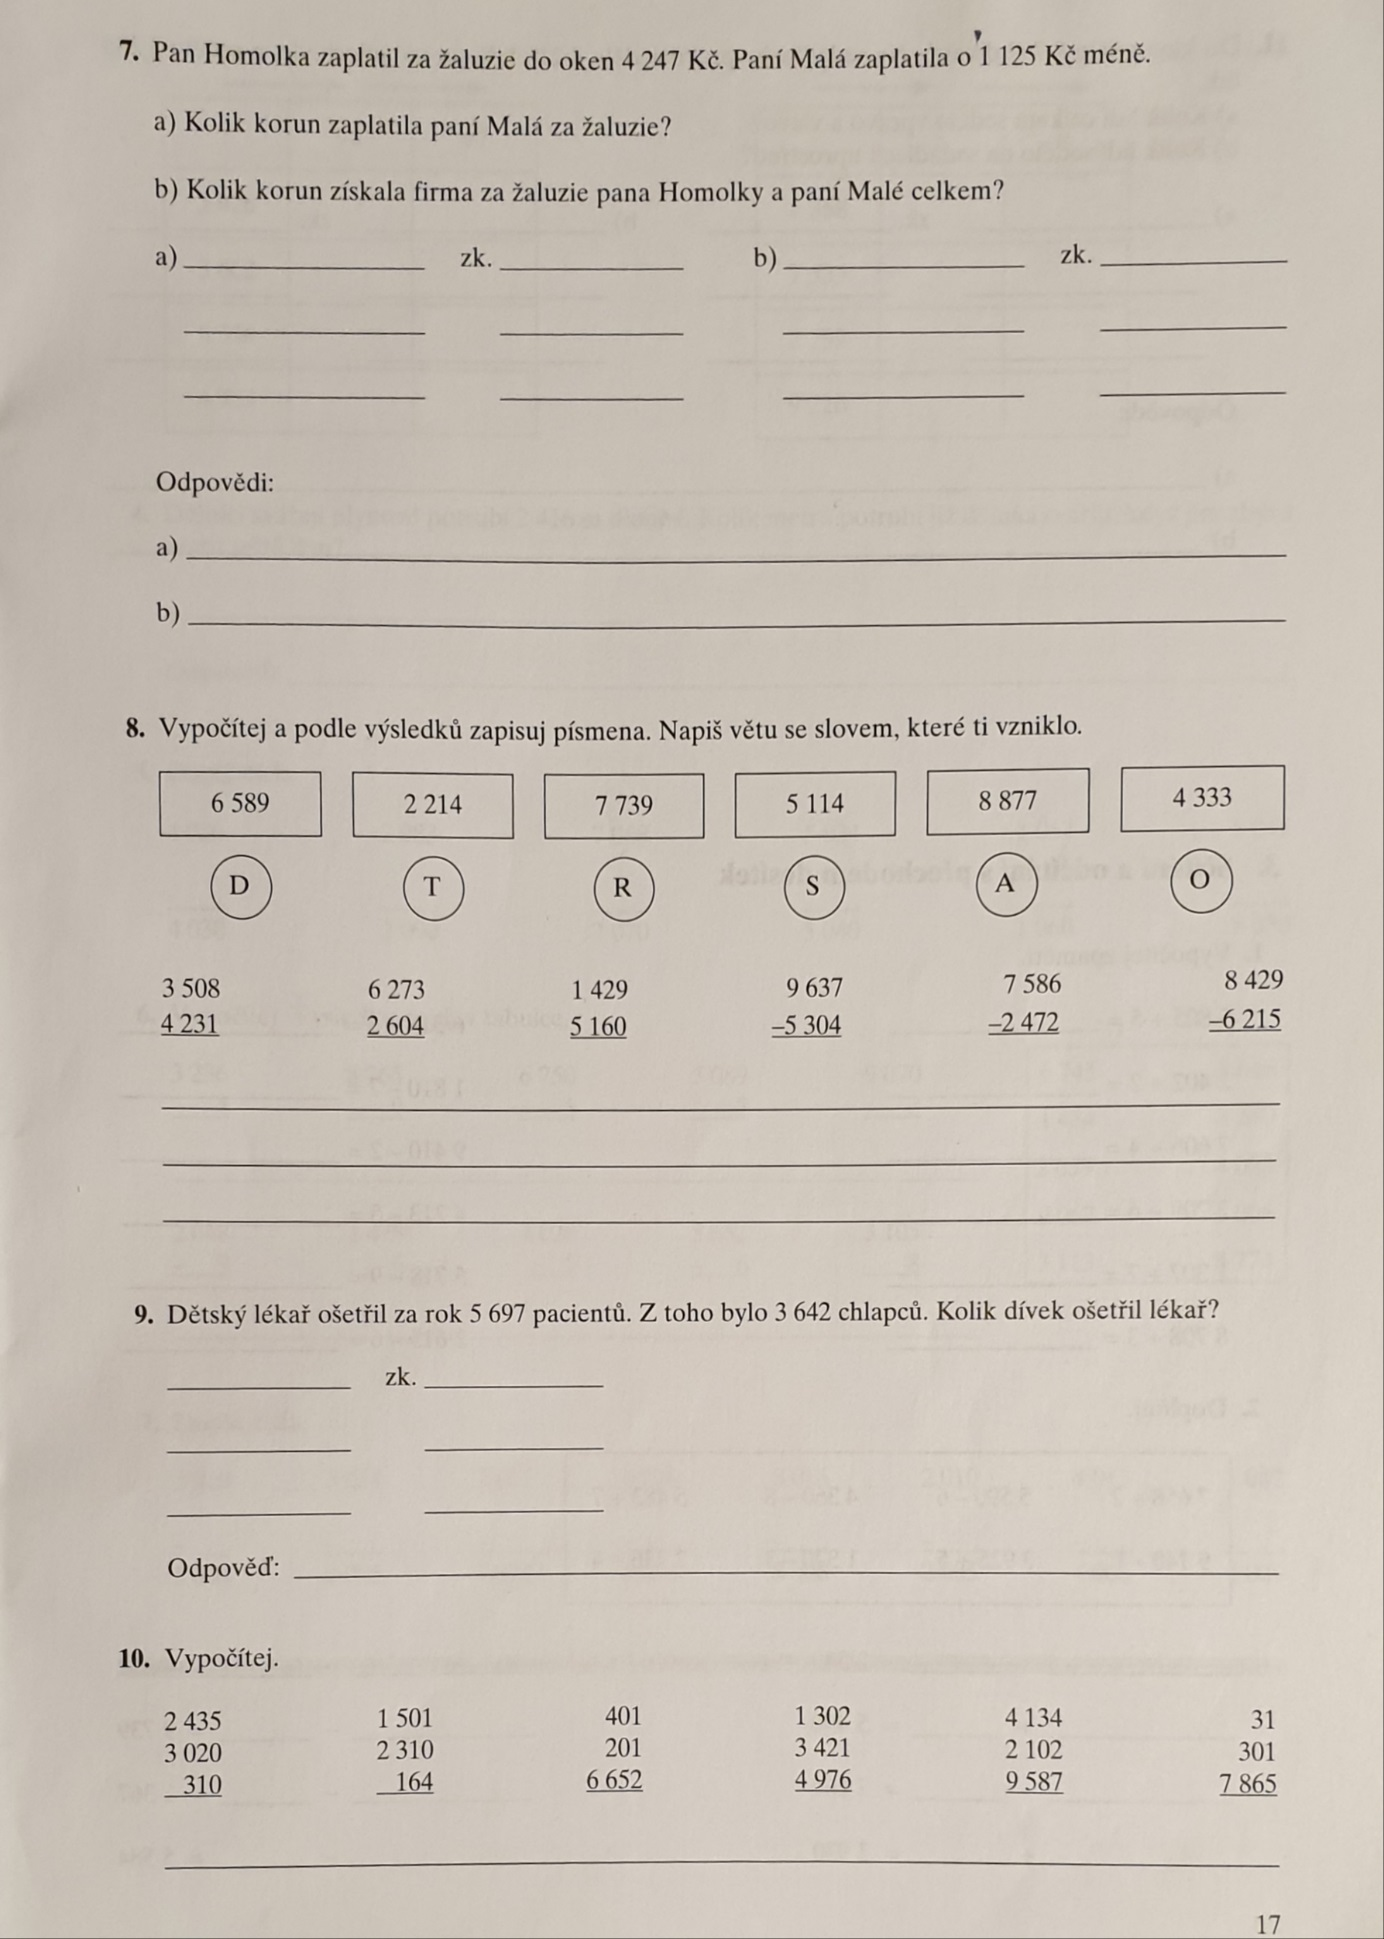 7. Pan Homolka zaplatil za žaluzie do oken 4 247 Kč. Paní Malá zaplatila o 1 125 Kč méně.
a) Kolik korun zaplatila paní Malá za žaluzie?
b) Kolik korun získala firma za žaluzie pana Homolky a paní Malé celkem?
a) zk. b) zk.
Odpovědi:
a)
b)
8. Vypočítej a podle výsledků zapisuj písmena. Napiš větu se slovem, které ti vzniklo.
6 589 2 214 7 739 5 114 8 877 4 333
D T R S A O
3 508 6 273 1 429 9 637 7 586 8 429
4 231 2 604 5 160 –5 304 –2 472 –6 215
9. Dětský lékař ošetřil za rok 5 697 pacientů. Z toho bylo 3 642 chlapců. Kolik dívek ošetřil lékař?
zk.
Odpověď:
10. Vypočítej.
2 435 1 501 401 1 302 4 134 31
3 020 2 310 201 3 421 2 102 301
310 164 6 652 4 976 9 587 7 865
17